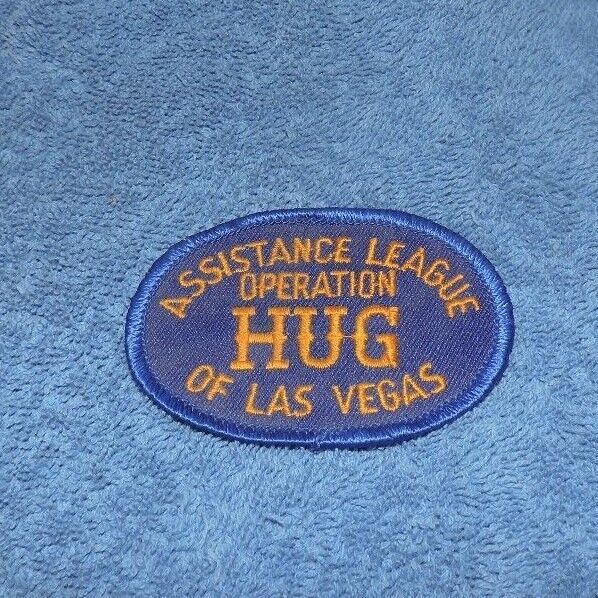 ASSISTANCE LEAGUE
OPERATION
HUG
OF LAS VEGAS